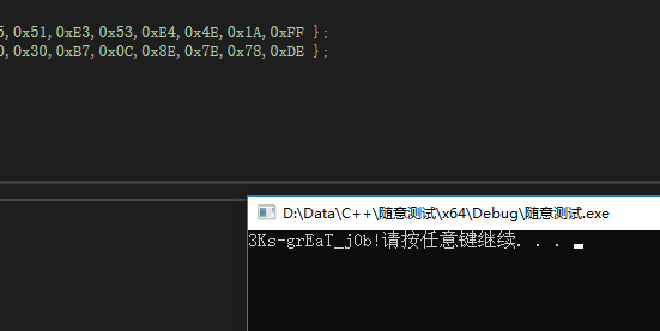 5,0x51,0xE3,0x53,0xE4,0x4E,0x1A,0xFF };
,0x30,0xB7,0x0C,0x8E,0x7E,0x78,0xDE };
D:\Data\C++\随意测试\x64\Debug\随意测试.exe
3Ks-grEaT_j0b!请按任意键继续. . .